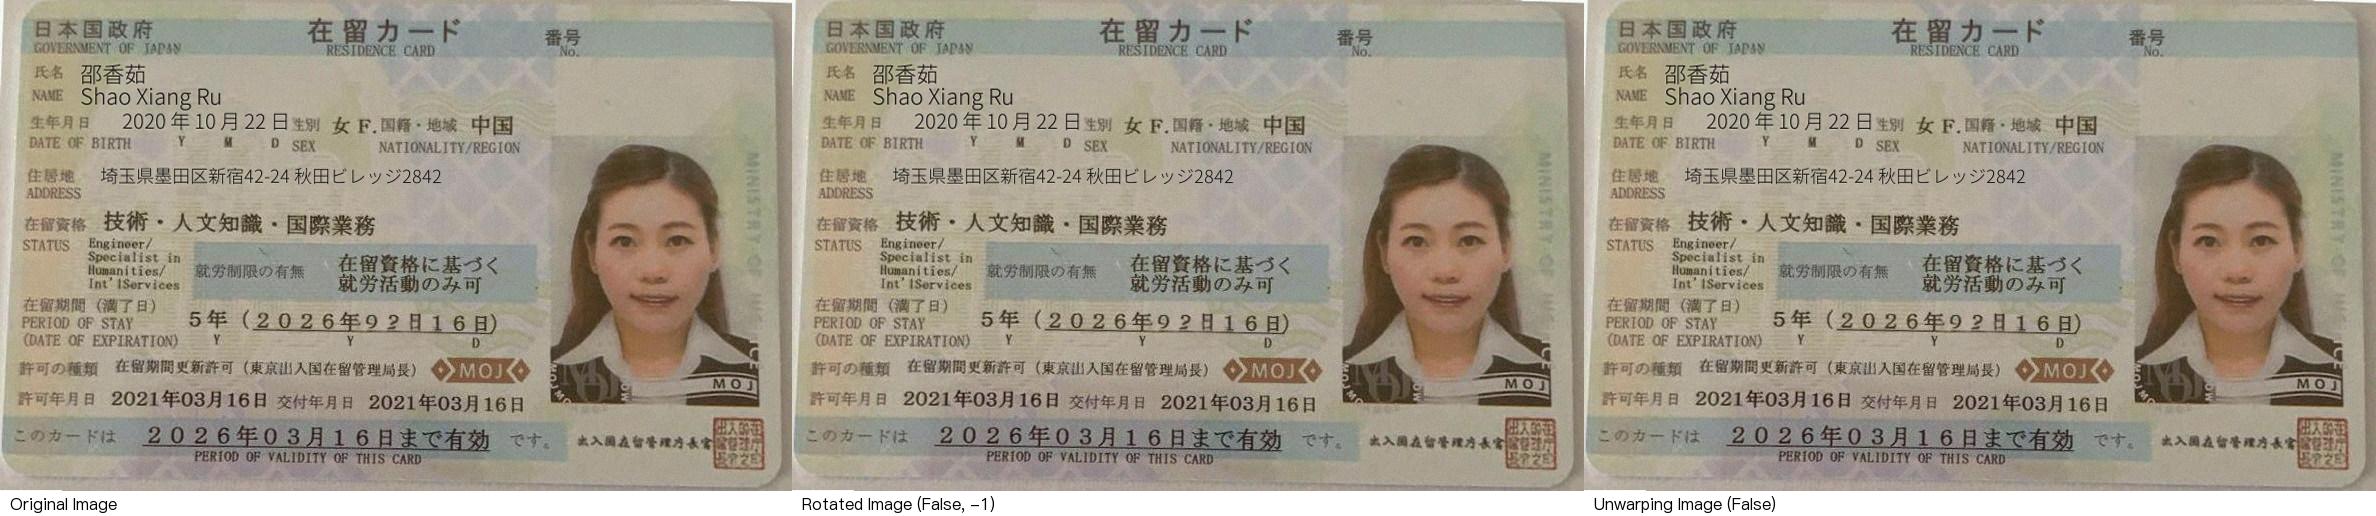 日本国政府 在留カード 番号
GOVERNMENT OF JAPAN RESIDENCE CARD No.
氏名 邵香茹
NAME Shao Xiang Ru
生年月日 2020 年 10 月 22 日 性別 女 F. 国籍・地域 中国
DATE OF BIRTH Y M D SEX NATIONALITY/REGION
住居地 埼玉県墨田区新宿42-24 秋田ビレッジ2842
ADDRESS
在留資格 技術・人文知識・国際業務
STATUS Engineer/
Specialist in
Humanities/
Int'lServices
就労制限の有無 在留資格に基づく
就労活動のみ可
在留期間(満了日)
PERIOD OF STAY
(DATE OF EXPIRATION)
5年(2026年9 月16日)
Y Y D
許可の種類 在留期間更新許可(東京出入国在留管理局長) MOJ
許可年月日 2021年03月16日 交付年月日 2021年03月16日
このカードは 2026年03月16日まで有効 です。
PERIOD OF VALIDITY OF THIS CARD
出入国在留管理庁長官
MINISTRY OF
MOJ
Original Image
日本国政府 在留カード 番号
GOVERNMENT OF JAPAN RESIDENCE CARD No.
氏名 邵香茹
NAME Shao Xiang Ru
生年月日 2020 年 10 月 22 日 性別 女 F. 国籍・地域 中国
DATE OF BIRTH Y M D SEX NATIONALITY/REGION
住居地 埼玉県墨田区新宿42-24 秋田ビレッジ2842
ADDRESS
在留資格 技術・人文知識・国際業務
STATUS Engineer/
Specialist in
Humanities/
Int'lServices
就労制限の有無 在留資格に基づく
就労活動のみ可
在留期間(満了日)
PERIOD OF STAY
(DATE OF EXPIRATION)
5年(2026年9 月16日)
Y Y D
許可の種類 在留期間更新許可(東京出入国在留管理局長) MOJ
許可年月日 2021年03月16日 交付年月日 2021年03月16日
このカードは 2026年03月16日まで有効 です。
PERIOD OF VALIDITY OF THIS CARD
出入国在留管理庁長官
MINISTRY OF
MOJ
Rotated Image (False, -1)
日本国政府 在留カード 番号
GOVERNMENT OF JAPAN RESIDENCE CARD No.
氏名 邵香茹
NAME Shao Xiang Ru
生年月日 2020 年 10 月 22 日 性別 女 F. 国籍・地域 中国
DATE OF BIRTH Y M D SEX NATIONALITY/REGION
住居地 埼玉県墨田区新宿42-24 秋田ビレッジ2842
ADDRESS
在留資格 技術・人文知識・国際業務
STATUS Engineer/
Specialist in
Humanities/
Int'lServices
就労制限の有無 在留資格に基づく
就労活動のみ可
在留期間(満了日)
PERIOD OF STAY
(DATE OF EXPIRATION)
5年(2026年9 月16日)
Y Y D
許可の種類 在留期間更新許可(東京出入国在留管理局長) MOJ
許可年月日 2021年03月16日 交付年月日 2021年03月16日
このカードは 2026年03月16日まで有効 です。
PERIOD OF VALIDITY OF THIS CARD
出入国在留管理庁長官
MINISTRY OF
MOJ
Unwarping Image (False)